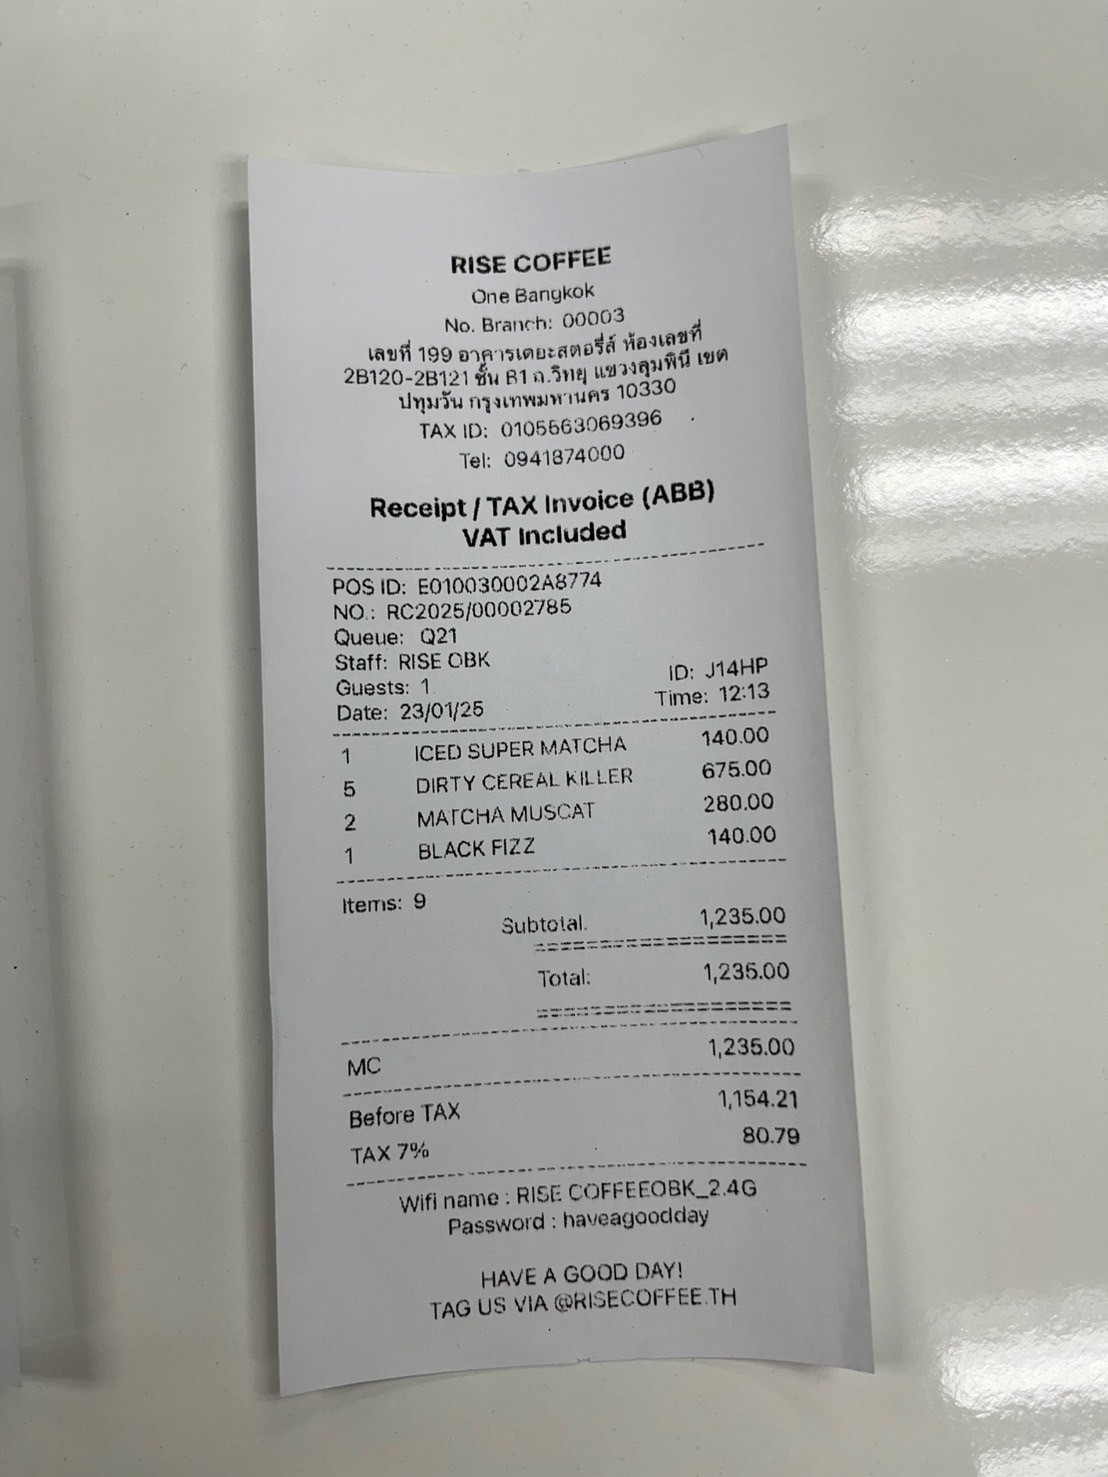 RISE COFFEE
One Bangkok
No. Branch: 00003
เลขที่ 199 อาคารเดอะสตอรี่ส์ ห้องเลขที่
2B120-2B121 ชั้น B1 ถ.วิทยุ แขวงลุมพินี เขต
ปทุมวัน กรุงเทพมหานคร 10330
TAX ID: 0105563069396
Tel: 0941874000
Receipt / TAX Invoice (ABB)
VAT Included
POS ID: E010030002A8774
NO.: RC2025/00002785
Queue: Q21
Staff: RISE OBK
Guests: 1 ID: J14HP
Date: 23/01/25 Time: 12:13
1 ICED SUPER MATCHA 140.00
5 DIRTY CEREAL KILLER 675.00
2 MATCHA MUSCAT 280.00
1 BLACK FIZZ 140.00
Items: 9
Subtotal: 1,235.00
Total: 1,235.00
MC 1,235.00
Before TAX 1,154.21
TAX 7% 80.79
Wifi name : RISE COFFEEOBK_2.4G
Password : haveagoodday
HAVE A GOOD DAY!
TAG US VIA @RISECOFFEE.TH